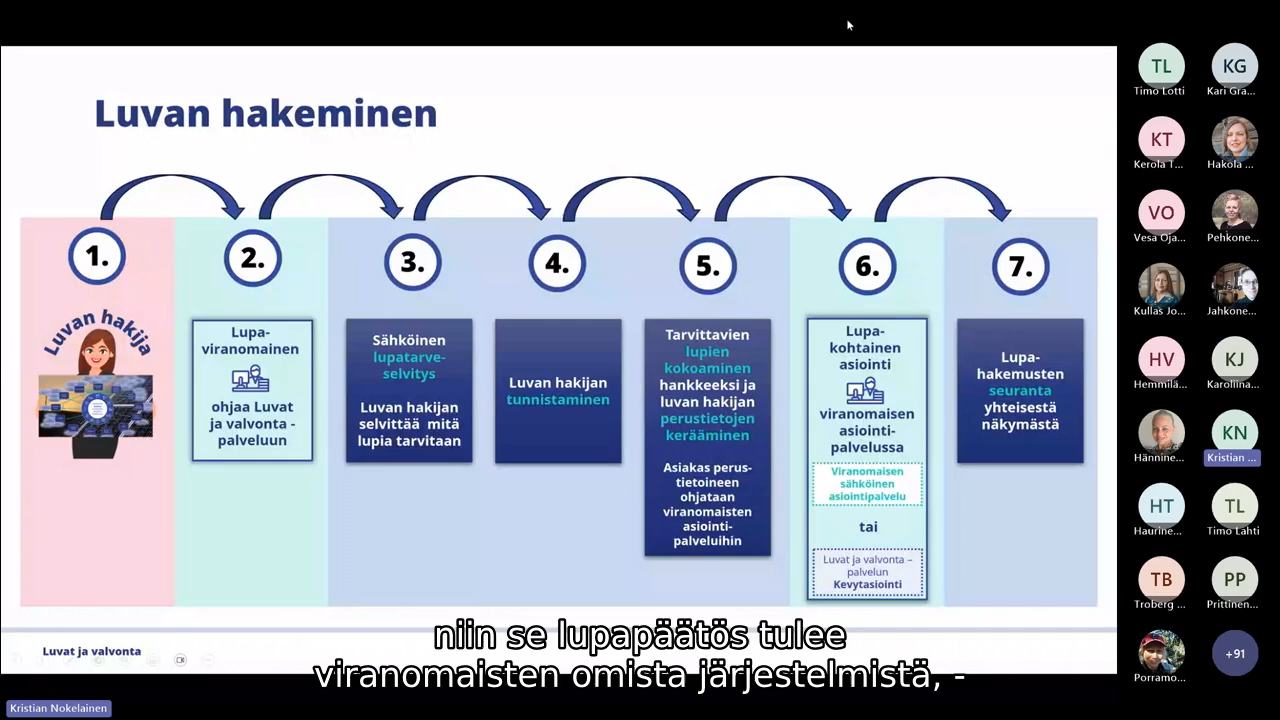 Luvan hakeminen
1.
Luvan hakija
2.
Lupa-
viranomainen
ohjaa Luvat
ja valvonta -
palveluun
3.
Sähköinen
lupatarve-
selvitys
Luvan hakijan
selvittää mitä
lupia tarvitaan
4.
Luvan hakijan
tunnistaminen
5.
Tarvittavien
lupien
kokoaminen
hankkeeksi ja
luvan hakijan
perustietojen
kerääminen
Asiakas perus-
tietoineen
ohjataan
viranomaisten
asiointi-
palveluihin
6.
Lupa-
kohtainen
asiointi
viranomaisen
asiointi-
palvelussa
Viranomaisen
sähköinen
asiointipalvelu
tai
Luvat ja valvonta –
palvelun
Kevytasiointi
7.
Lupa-
hakemusten
seuranta
yhteisestä
näkymästä
Luvat ja valvonta
niin se lupapäätös tulee
viranomaisten omista järjestelmistä, -
Kristian Nokelainen
TL
Timo Lotti
KG
Kari Gra...
KT
Kerola T...
Hakola ...
VO
Vesa Oja...
Pehkone...
Kullas Jo...
Jahkone...
HV
Hemmilä...
KJ
Karoliina...
Hännine...
KN
Kristian ...
HT
Haurine...
TL
Timo Lahti
TB
Troberg ...
PP
Prittinen...
Porramo...
+91